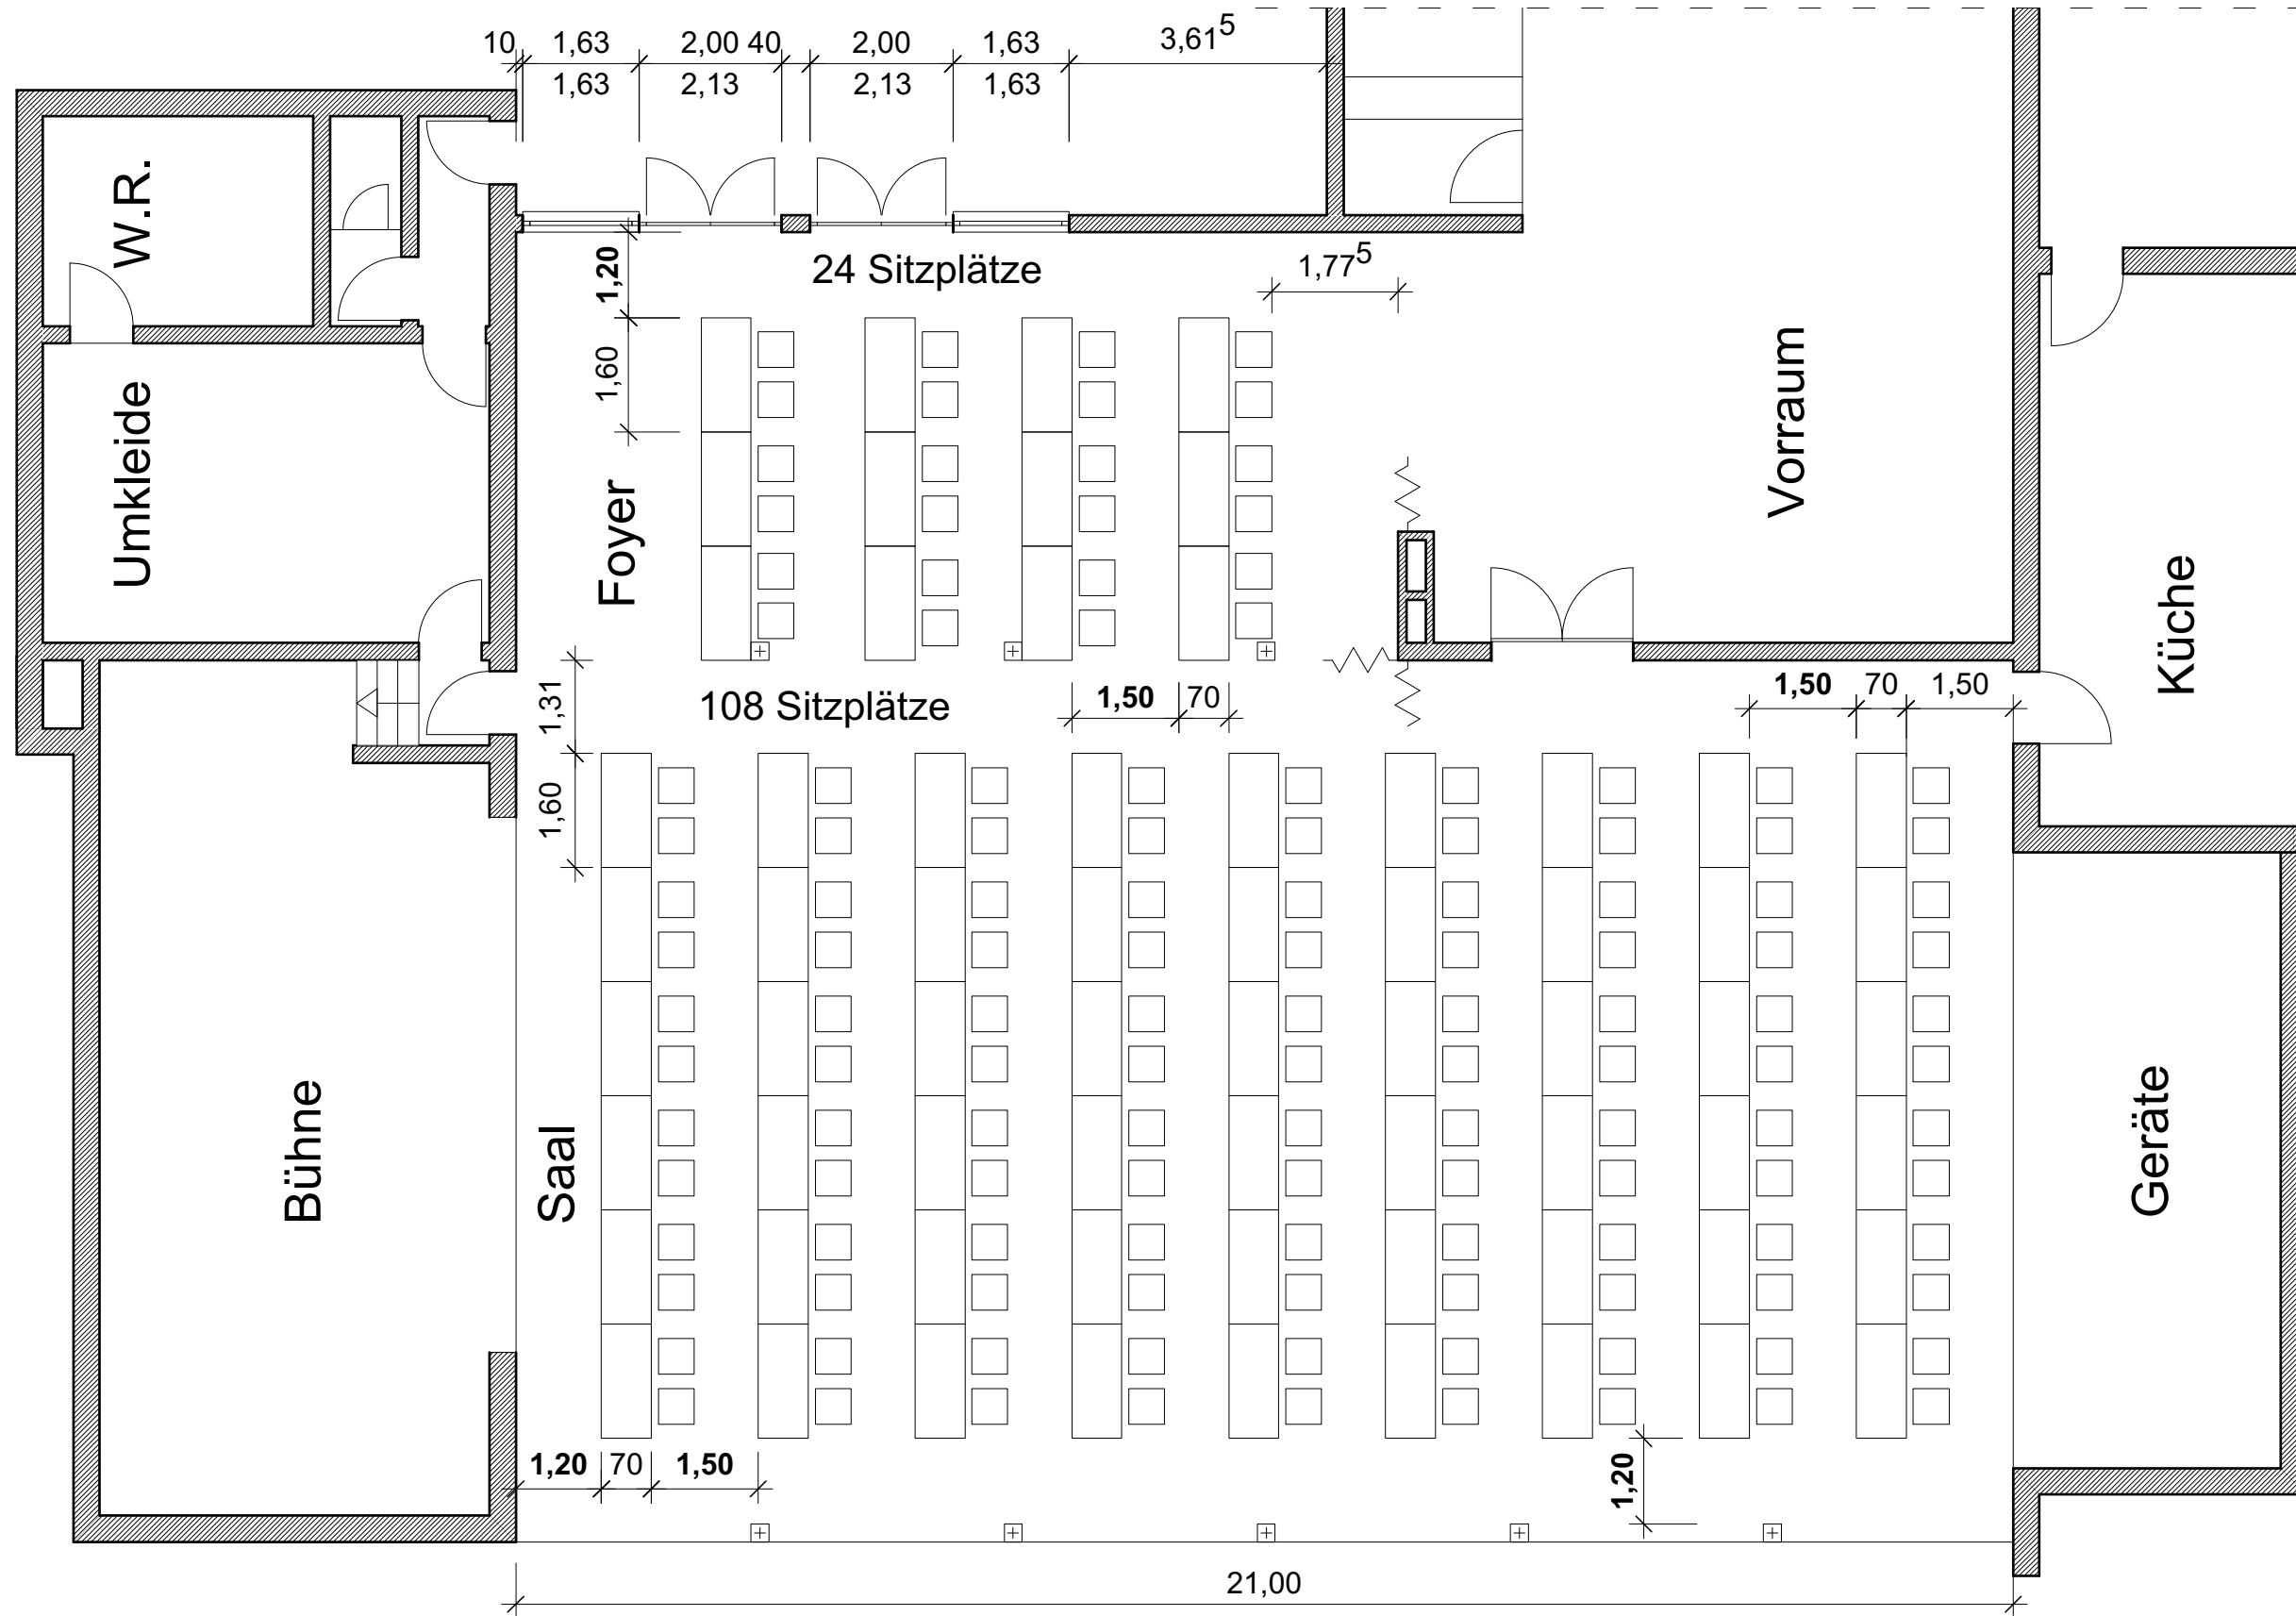 10 1,63 2,00 40 2,00 1,63 3,61⁵
1,63 2,13 2,13 1,63
W.R.
1,20
24 Sitzplätze
1,77⁵
1,60
Umkleide
Foyer
Vorraum
Küche
1,31
108 Sitzplätze
1,50 70
1,50 70 1,50
1,60
Bühne
Saal
Geräte
1,20 70 1,50
1,20
21,00